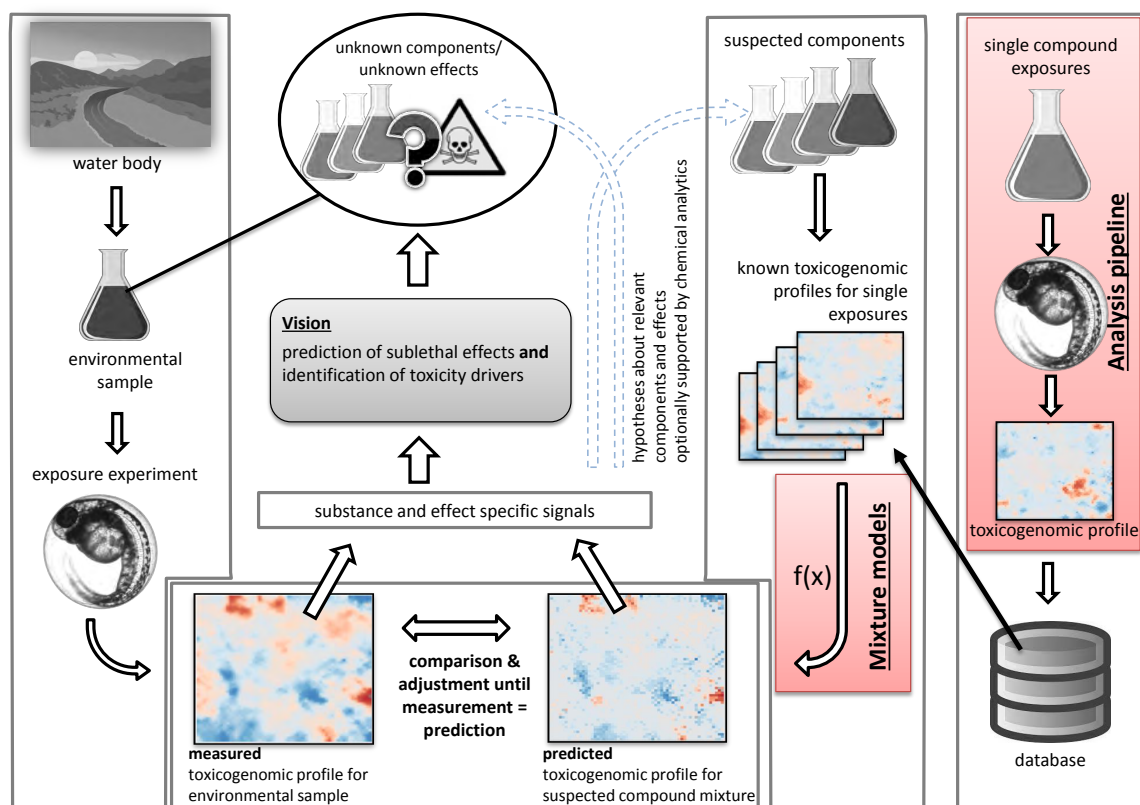 water body
environmental
sample
exposure experiment
unknown components/
unknown effects
?
Vision
prediction of sublethal effects and
identification of toxicity drivers
substance and effect specific signals
measured
toxicogenomic profile for
environmental sample
comparison &
adjustment until
measurement =
prediction
predicted
toxicogenomic profile for
suspected compound mixture
hypotheses about relevant
components and effects
optionally supported by chemical analytics
suspected components
known toxicogenomic
profiles for single
exposures
f(x)
Mixture models
single compound
exposures
Analysis pipeline
toxicogenomic profile
database